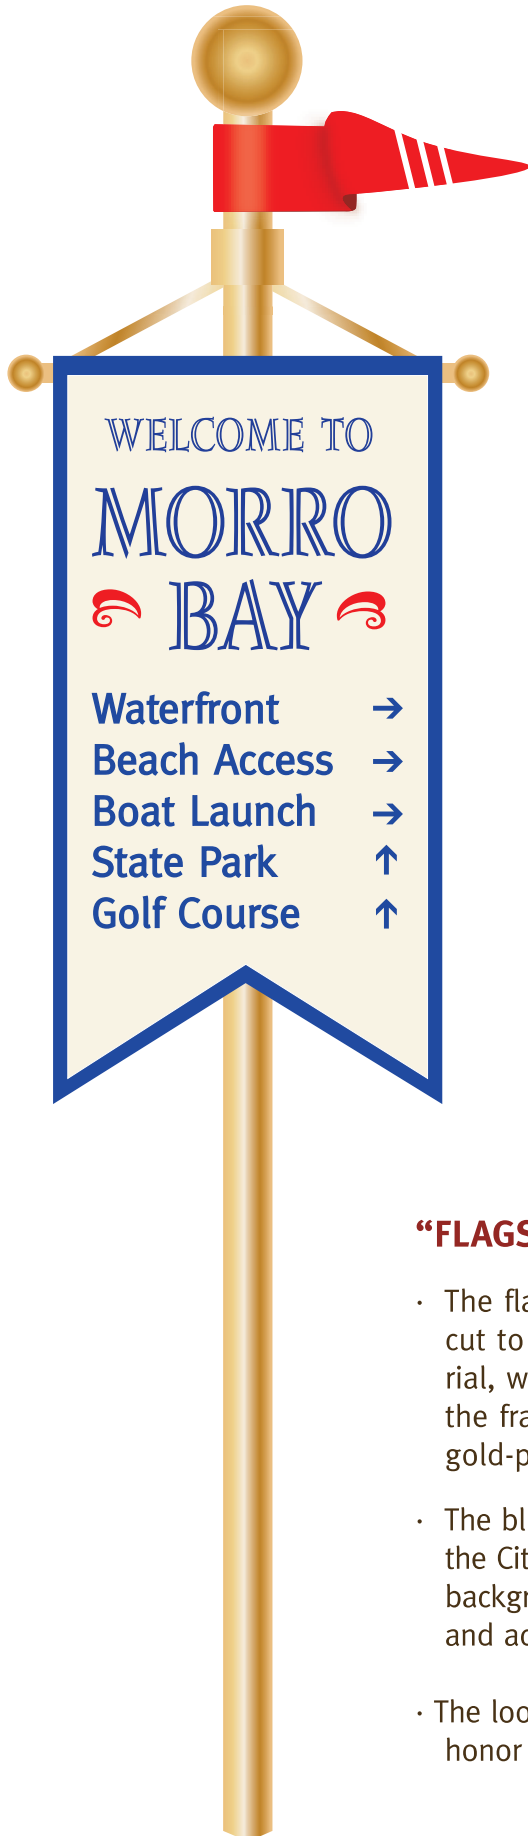 WELCOME TO
MORRO
BAY
Waterfront →
Beach Access →
Boat Launch →
State Park ↑
Golf Course ↑
“FLAGS
· The fla
cut to
rial, w
the fra
gold-p
· The bl
the Cit
backgr
and ac
· The loo
honor